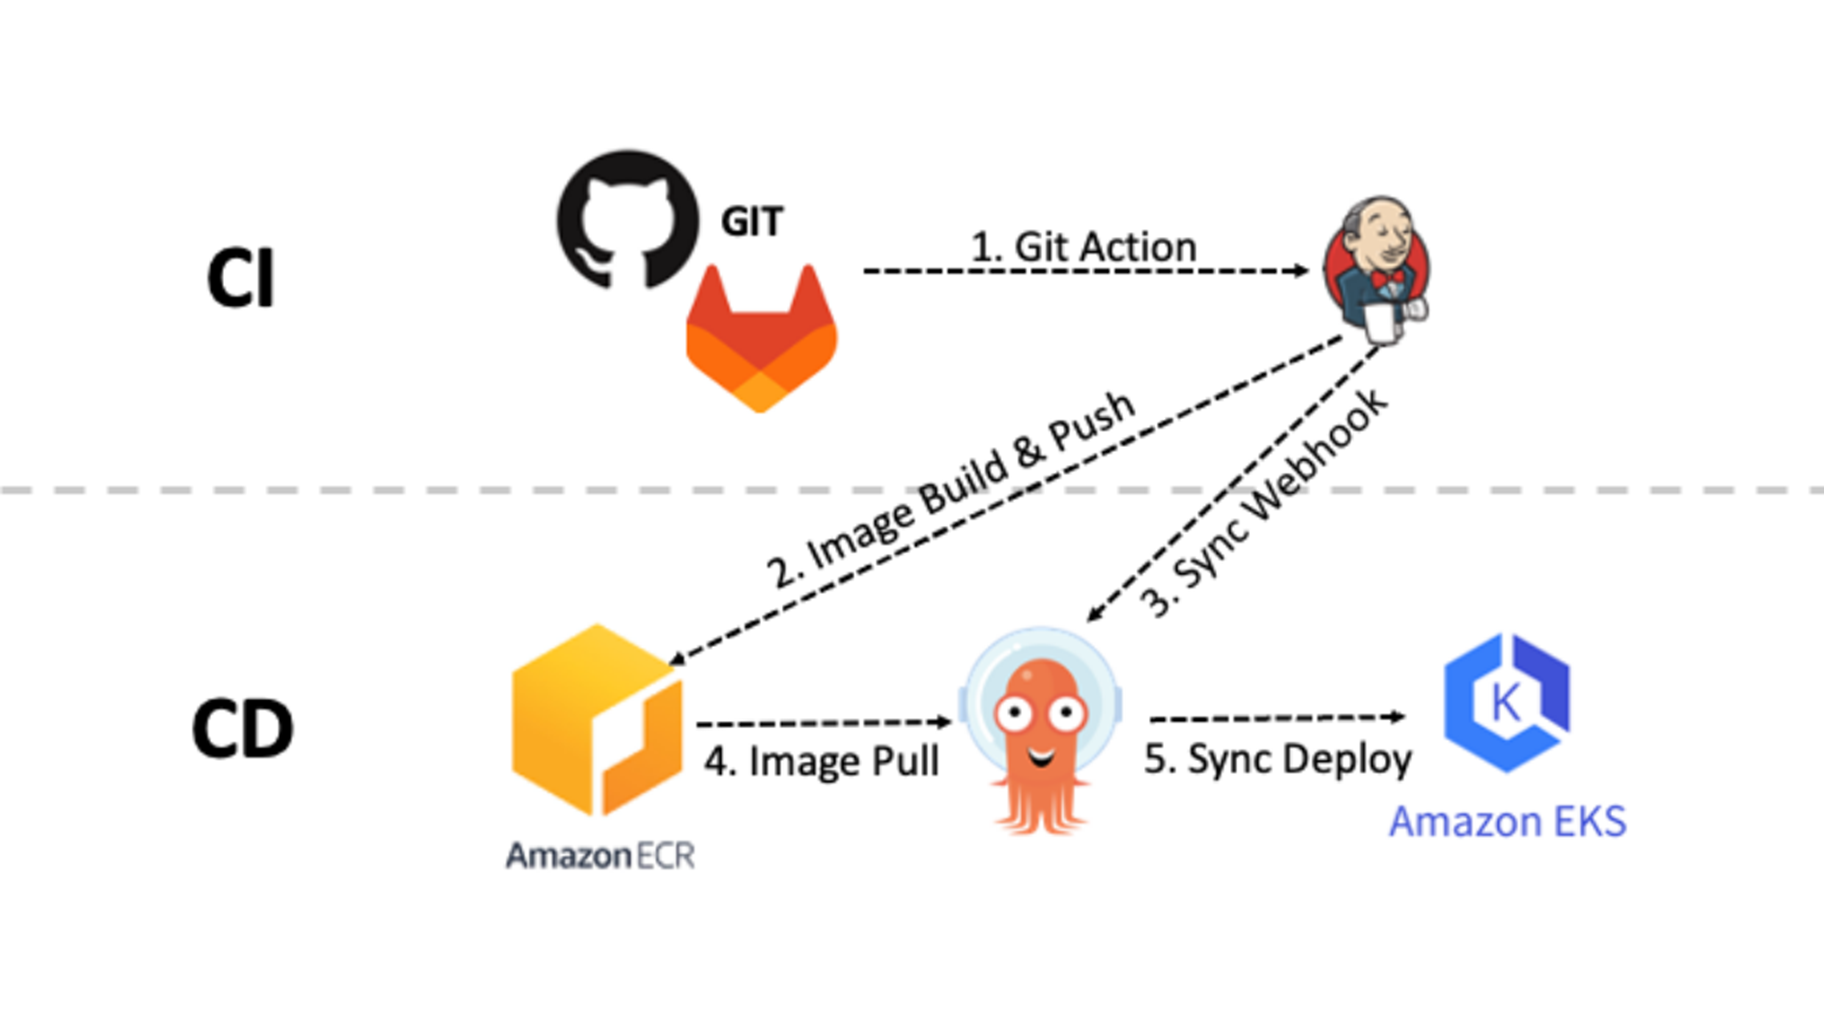 GIT
1. Git Action
CI
2. Image Build & Push
3. Sync Webhook
CD
4. Image Pull
5. Sync Deploy
K
Amazon EKS
Amazon ECR